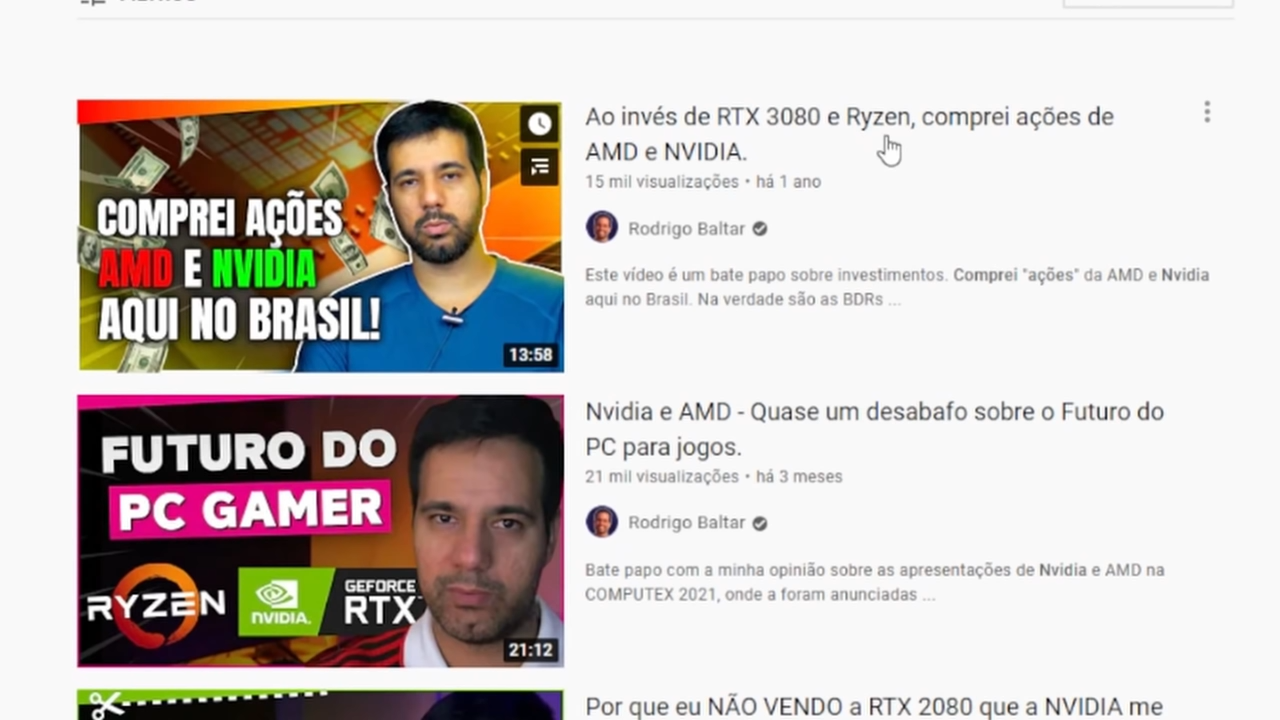 COMPREI AÇÕES
AMD E NVIDIA
AQUI NO BRASIL!
13:58
Ao invés de RTX 3080 e Ryzen, comprei ações de
AMD e NVIDIA.
15 mil visualizações • há 1 ano
Rodrigo Baltar
Este vídeo é um bate papo sobre investimentos. Comprei "ações" da AMD e Nvidia
aqui no Brasil. Na verdade são as BDRs ...
FUTURO DO
PC GAMER
RYZEN
NVIDIA.
GEFORCE
RTX
21:12
Nvidia e AMD - Quase um desabafo sobre o Futuro do
PC para jogos.
21 mil visualizações • há 3 meses
Rodrigo Baltar
Bate papo com a minha opinião sobre as apresentações de Nvidia e AMD na
COMPUTEX 2021, onde a foram anunciadas ...
Por que eu NÃO VENDO a RTX 2080 que a NVIDIA me